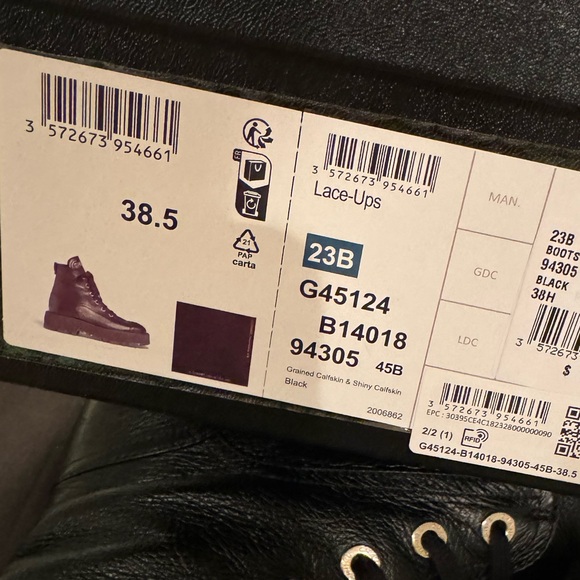 3 572673 954661
38.5
21
PAP
carta
3 572673 954661
Lace-Ups
23B
G45124
B14018
94305 45B
Grained Calfskin & Shiny Calfskin
Black
2006862
MAN.
GDC
LDC
23B
BOOTS
94305
BLACK
38H
3 572673
$
3 572673 954661
EPC : 30395CE4C18232800000090
2/2 (1) RFID
G45124-B14018-94305-45B-38.5